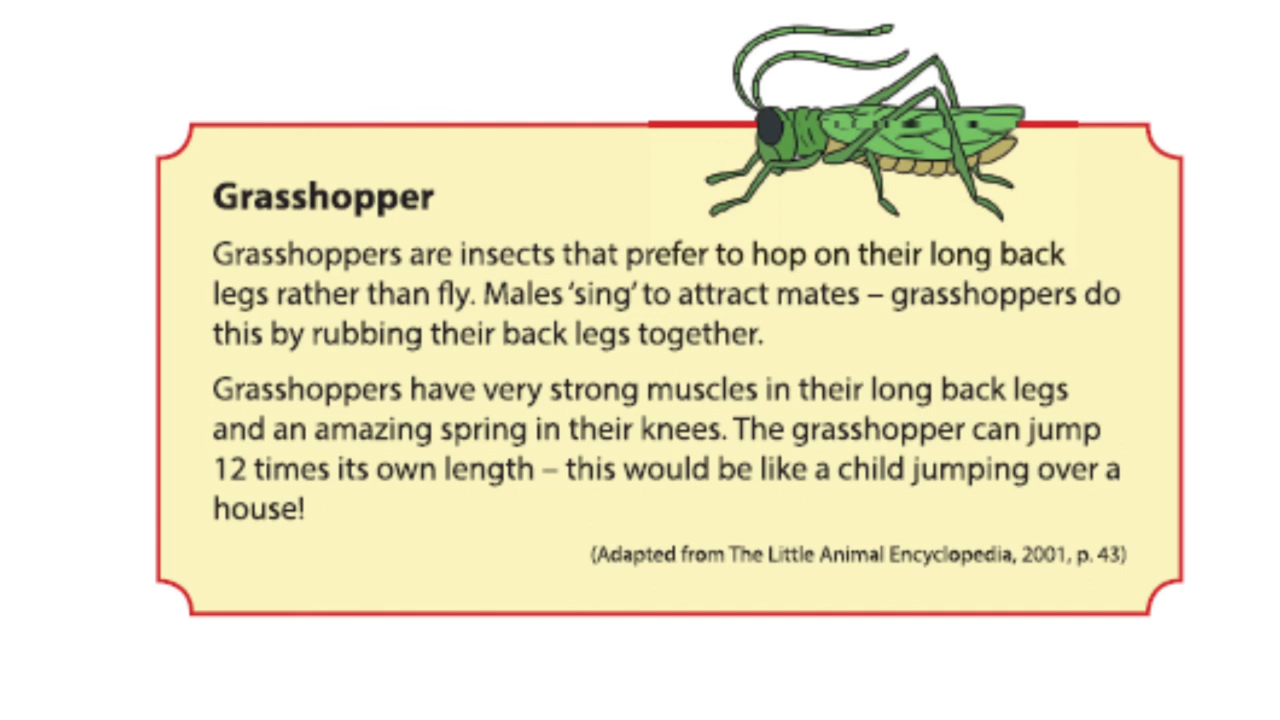 Grasshopper
Grasshoppers are insects that prefer to hop on their long back
legs rather than fly. Males ‘sing’ to attract mates – grasshoppers do
this by rubbing their back legs together.
Grasshoppers have very strong muscles in their long back legs
and an amazing spring in their knees. The grasshopper can jump
12 times its own length – this would be like a child jumping over a
house!
(Adapted from The Little Animal Encyclopedia, 2001, p. 43)